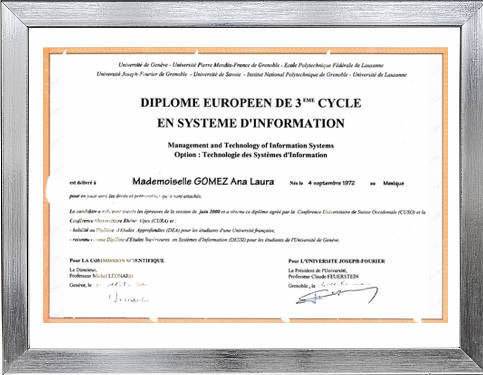 Université de Genève - Université Pierre Mendès-France de Grenoble - Ecole Polytechnique Fédérale de Lausanne
Université Joseph-Fourier de Grenoble - Université de Savoie - Institut National Polytechnique de Grenoble - Université de Lausanne
DIPLOME EUROPEEN DE 3EME CYCLE
EN SYSTEME D'INFORMATION
Management and Technology of Information Systems
Option : Technologie des Systèmes d'Information
est délivré à Mademoiselle GOMEZ Ana Laura Née le 4 septembre 1972 au Mexique
pour en jouir avec les droits et prérogatives qui y sont attachés.
Le candidat a subi avec succès les épreuves de la session de juin 2000 et a obtenu ce diplôme agréé par la Conférence Universitaire de Suisse Occidentale (CUSO) et la
Conférence Universitaire Rhône-Alpes (CURA) et :
- habilité au Diplôme d'Etudes Approfondies (DEA) pour les étudiants d'une Université française,
- reconnu comme Diplôme d'Etudes Supérieures en Systèmes d'Information (DESSI) pour les étudiants de l'Université de Genève.
Pour LA COMMISSION SCIENTIFIQUE
Le Directeur,
Professeur Michel LEONARD
Genève, le
Pour L'UNIVERSITE JOSEPH-FOURIER
Le Président de l'Université,
Professeur Claude FEUERSTEIN
Grenoble, le